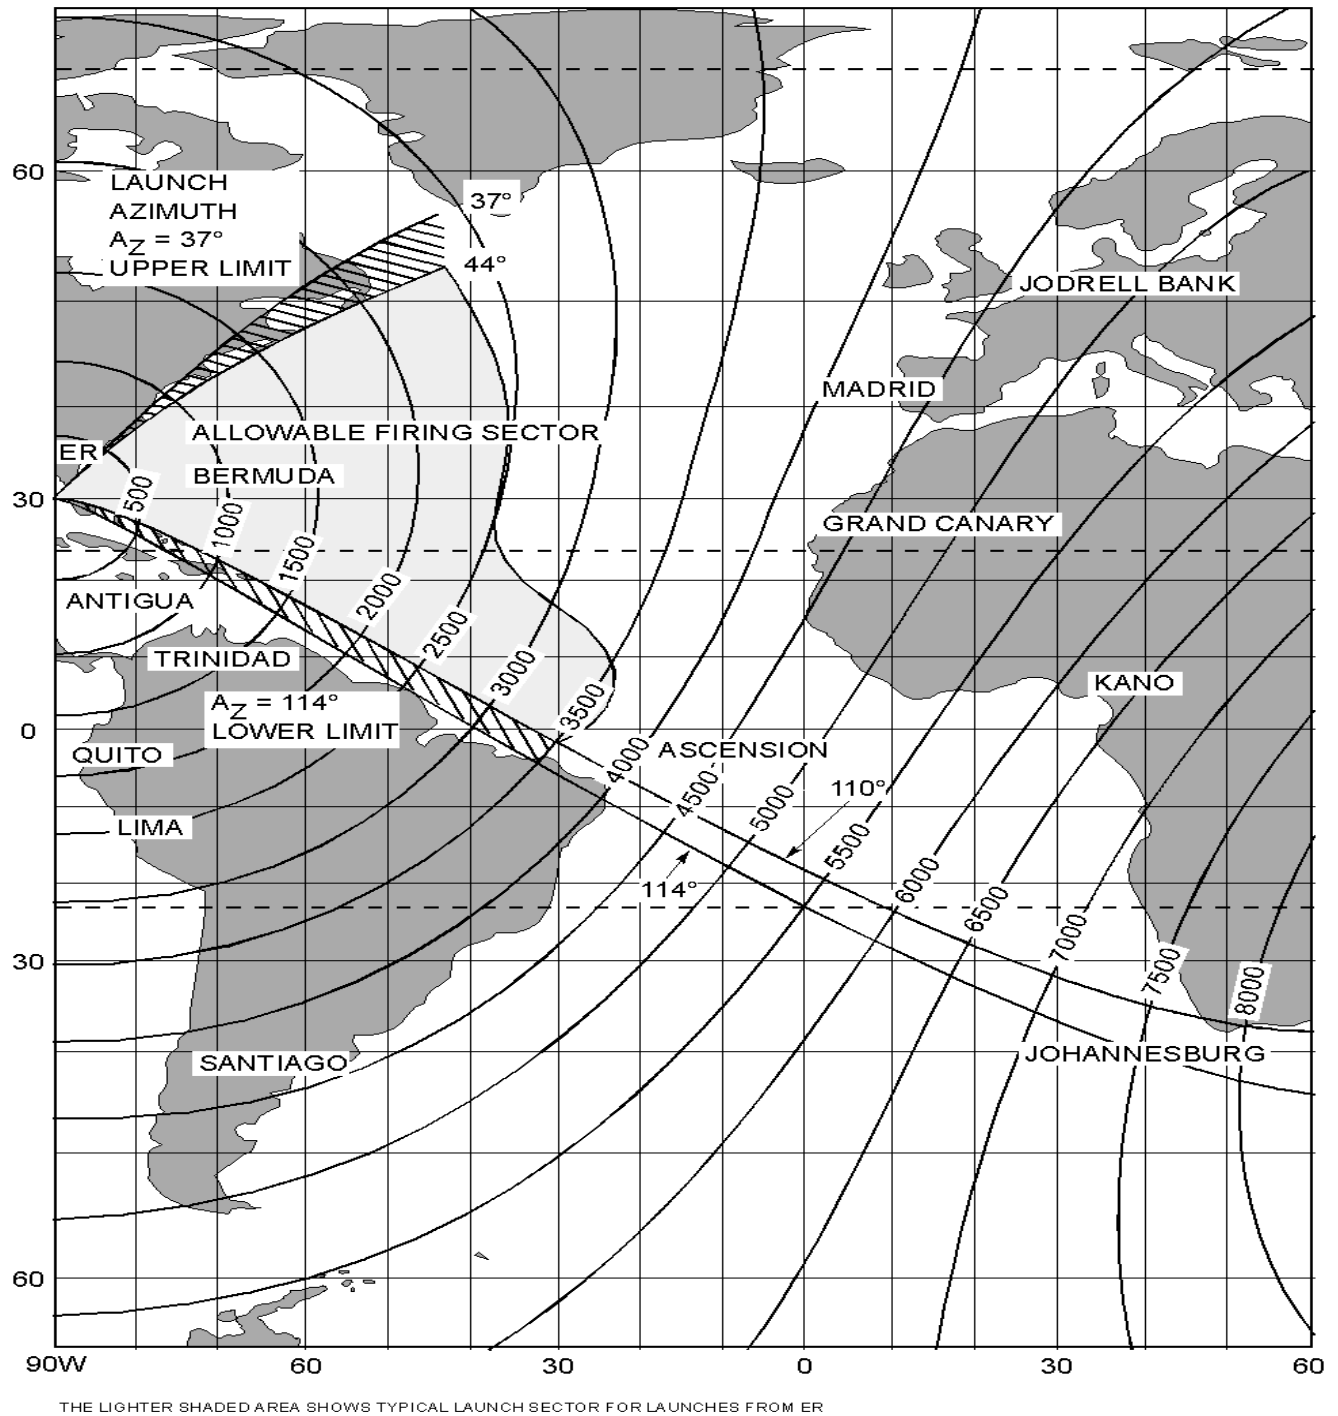 60
LAUNCH
AZIMUTH
AZ = 37°
UPPER LIMIT
37°
44°
JODRELL BANK
MADRID
ALLOWABLE FIRING SECTOR
ER
BERMUDA
30
500
1000
1500
2000
2500
3000
3500
4000
4500
5000
5500
6000
6500
7000
7500
8000
GRAND CANARY
ANTIGUA
TRINIDAD
KANO
AZ = 114°
LOWER LIMIT
0
QUITO
ASCENSION
110°
LIMA
114°
30
SANTIAGO
JOHANNESBURG
60
90W
60
30
0
30
60
THE LIGHTER SHADED AREA SHOWS TYPICAL LAUNCH SECTOR FOR LAUNCHES FROM ER